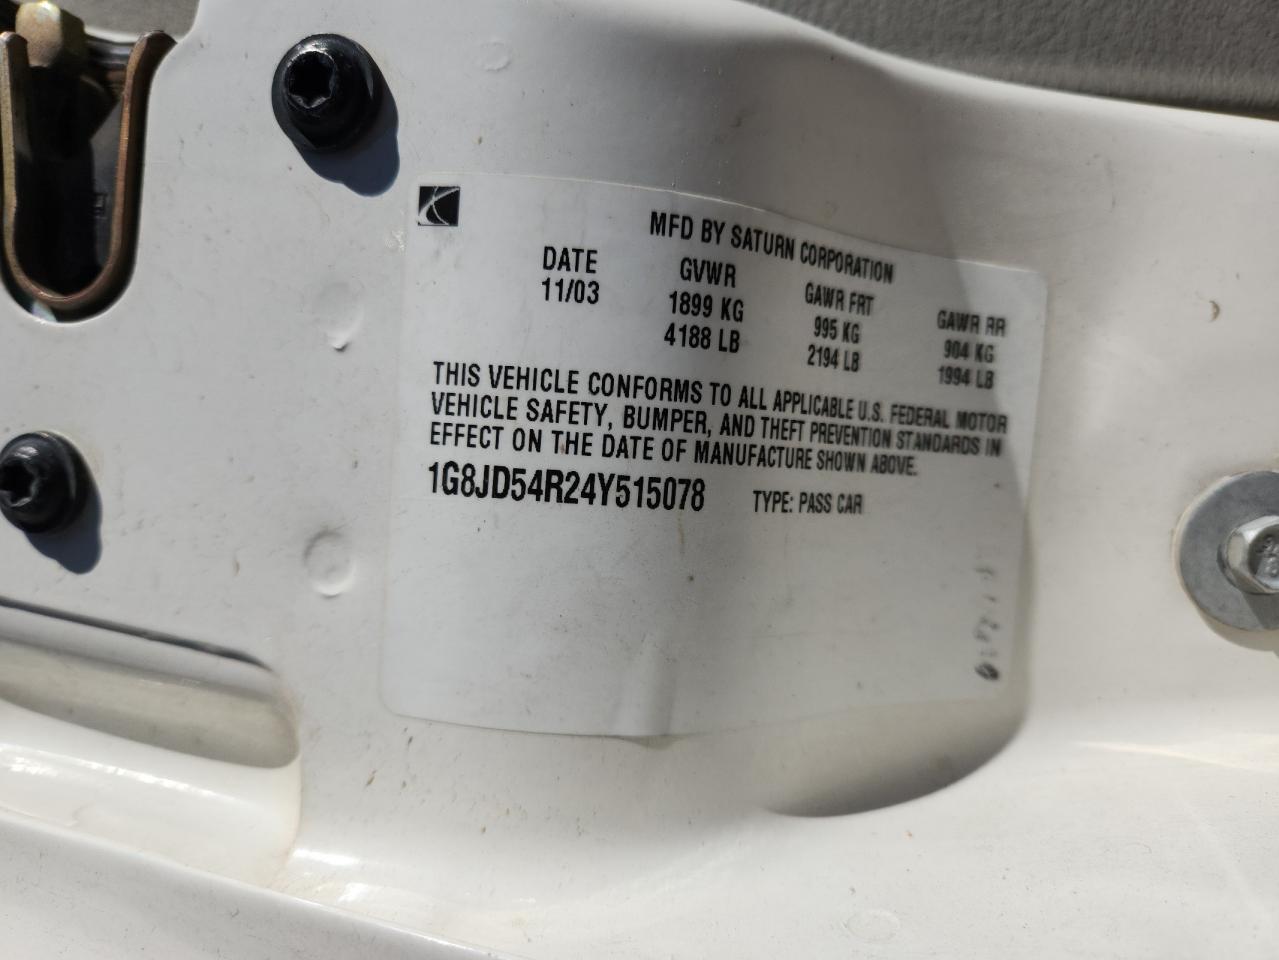 MFD BY SATURN CORPORATION
DATE GVWR GAWR FRT GAWR RR
11/03 1899 KG 995 KG 904 KG
4188 LB 2194 LB 1994 LB
THIS VEHICLE CONFORMS TO ALL APPLICABLE U.S. FEDERAL MOTOR
VEHICLE SAFETY, BUMPER, AND THEFT PREVENTION STANDARDS IN
EFFECT ON THE DATE OF MANUFACTURE SHOWN ABOVE.
1G8JD54R24Y515078 TYPE: PASS CAR